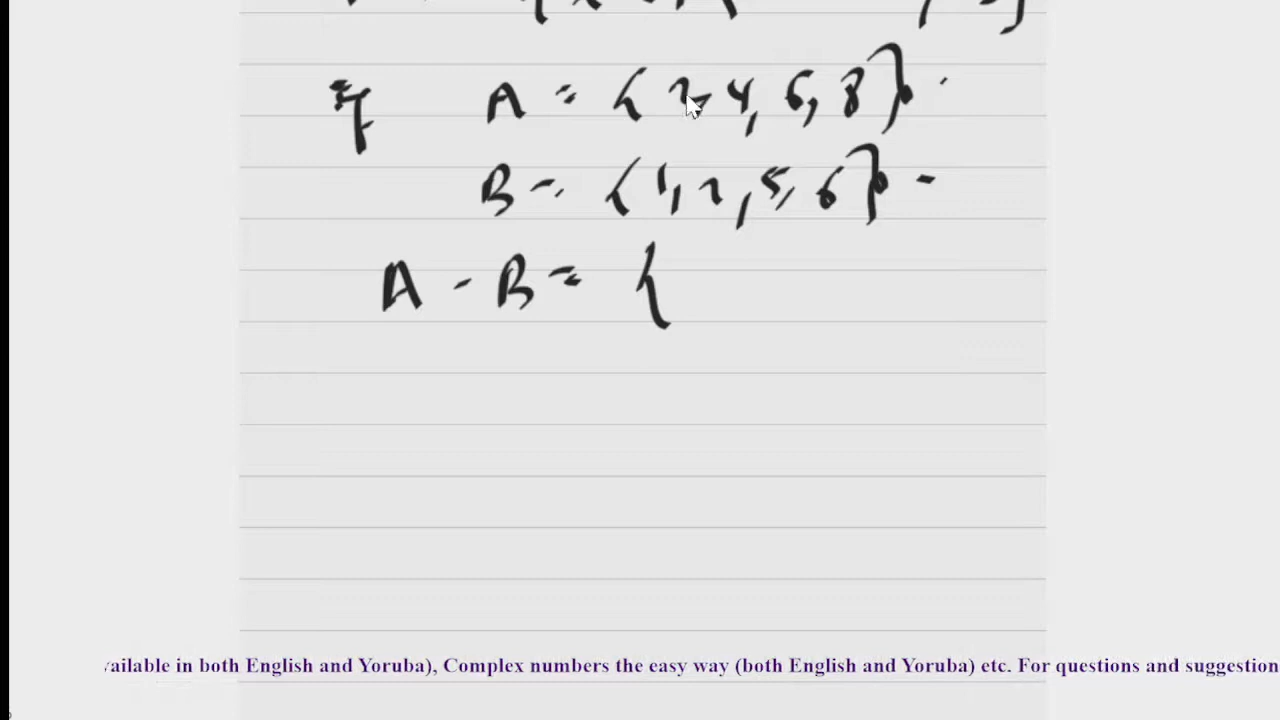 If A = {2, 4, 6, 8}.
B = {1, 2, 5, 6}.
A - B = {
vailable in both English and Yoruba), Complex numbers the easy way (both English and Yoruba) etc. For questions and suggestion